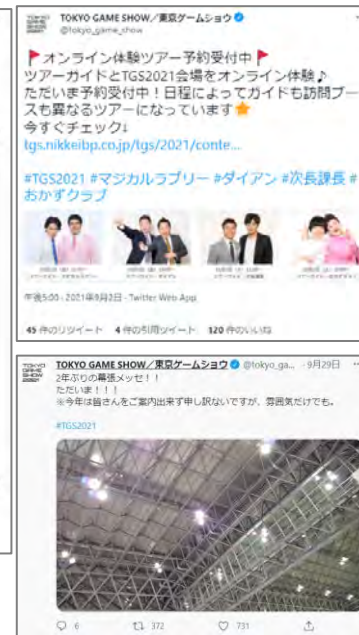 TOKYO GAME SHOW／東京ゲームショウ
@tokyo_game_show
🚩オンライン体験ツアー予約受付中🚩
ツアーガイドとTGS2021会場をオンライン体験♪
ただいま予約受付中！日程によってガイドも訪問ブー
スも異なるツアーになっています⭐
今すぐチェック↓
tgs.nikkeibp.co.jp/tgs/2021/conte...
#TGS2021 #マジカルラブリー #ダイアン #次長課長 #
おかずクラブ
午後5:00 · 2021年9月2日 · Twitter Web App
45 件のリツイート 4 件の引用ツイート 120 件のいいね
TOKYO GAME SHOW／東京ゲームショウ @tokyo_ga... · 9月29日 ...
2年ぶりの幕張メッセ！！
ただいま！！！
※今年は皆さんをご案内出来ず申し訳ないですが、雰囲気だけでも。
#TGS2021
6 372 731